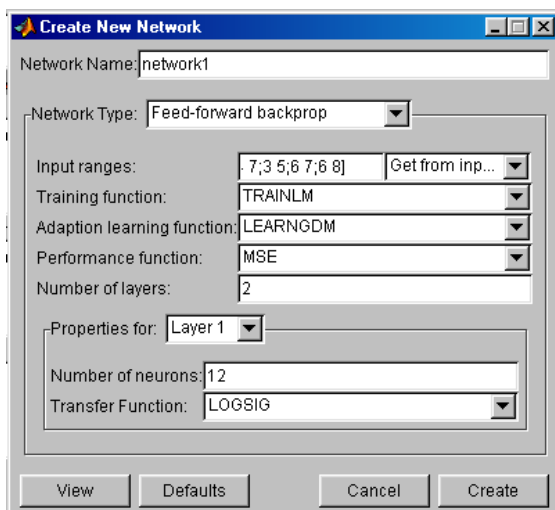 Create New Network
Network Name: network1
Network Type: Feed-forward backprop
Input ranges: 7;3 5;6 7;6 8] Get from inp...
Training function: TRAINLM
Adaption learning function: LEARNGDM
Performance function: MSE
Number of layers: 2
Properties for: Layer 1
Number of neurons: 12
Transfer Function: LOGSIG
View Defaults Cancel Create